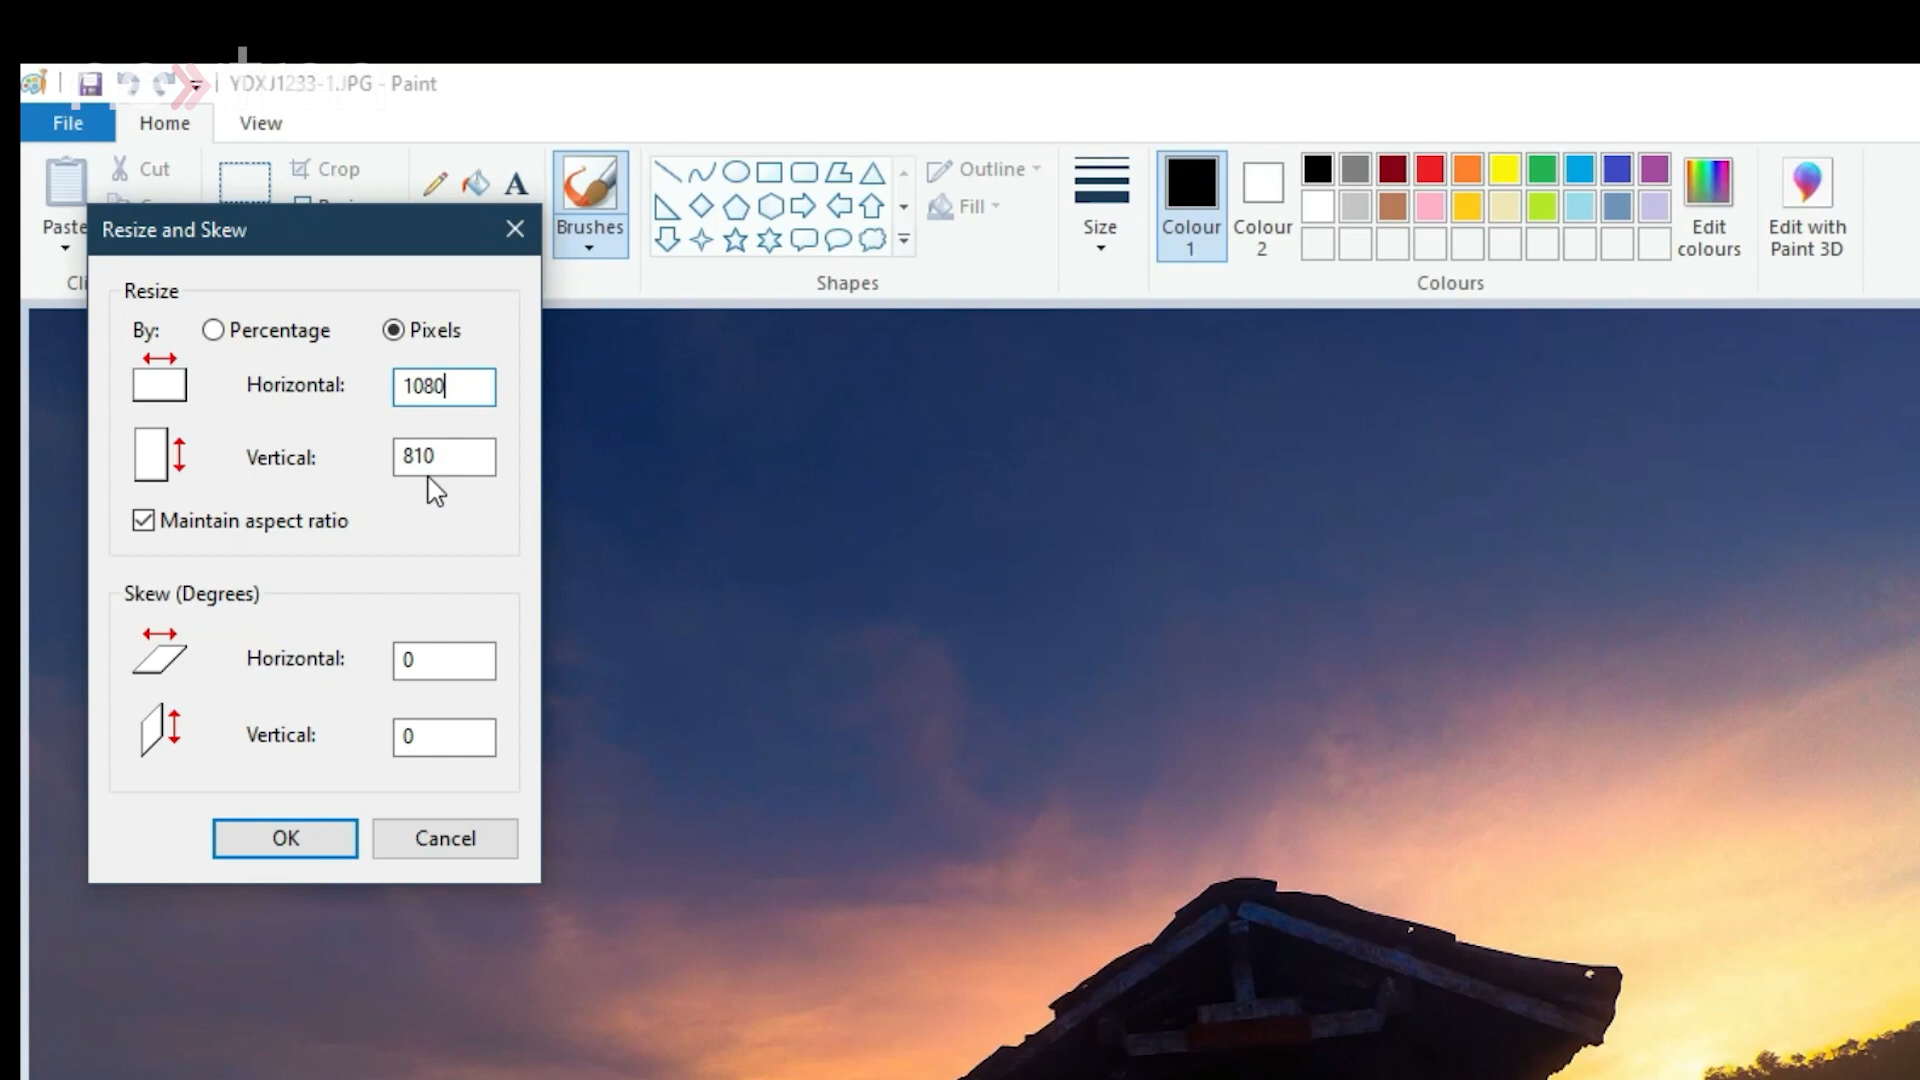 YDXJ1233-1.JPG - Paint
File Home View
Cut
Crop
Paste
Brushes
Outline
Fill
Size
Colour 1
Colour 2
Edit colours
Edit with Paint 3D
Shapes
Colours
Resize and Skew
Resize
By: Percentage Pixels
Horizontal: 1080
Vertical: 810
Maintain aspect ratio
Skew (Degrees)
Horizontal: 0
Vertical: 0
OK Cancel